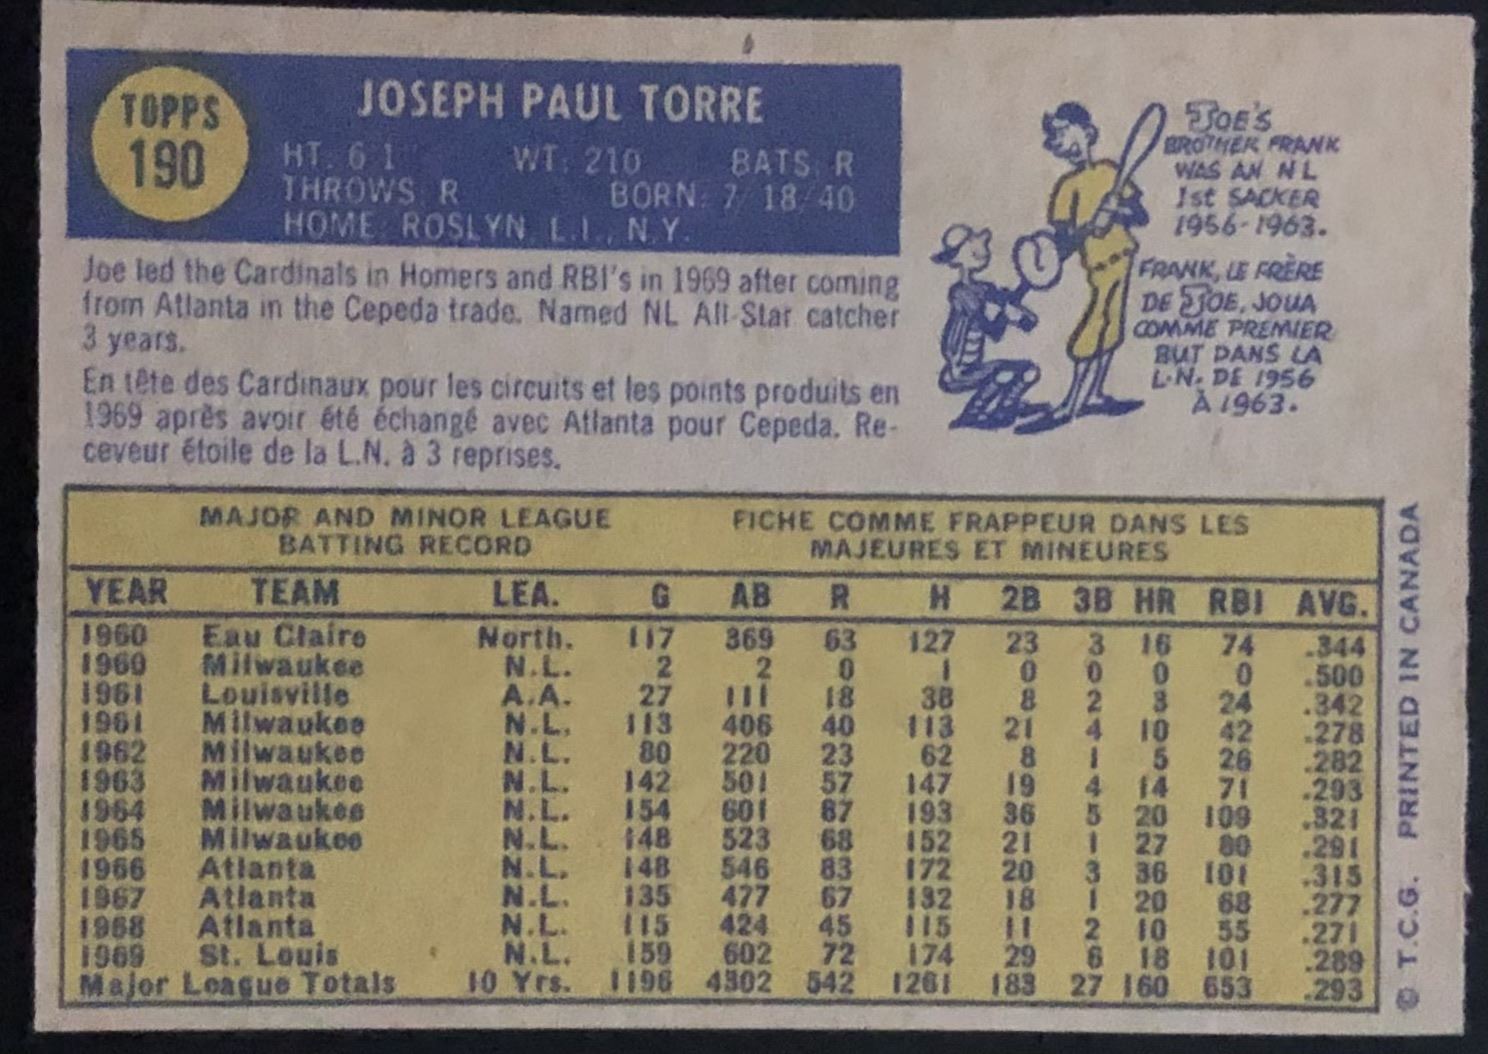 TOPPS
190
JOSEPH PAUL TORRE
HT. 6 1" WT: 210 BATS: R
THROWS: R BORN: 7/18/40
HOME: ROSLYN, L.I., N.Y.
Joe led the Cardinals in Homers and RBI's in 1969 after coming
from Atlanta in the Cepeda trade. Named NL All-Star catcher
3 years.
En tête des Cardinaux pour les circuits et les points produits en
1969 après avoir été échangé avec Atlanta pour Cepeda. Re-
ceveur étoile de la L.N. à 3 reprises.
JOE'S
BROTHER FRANK
WAS AN NL
1st SACKER
1956-1963.
FRANK, LE FRÈRE
DE JOE, JOUA
COMME PREMIER
BUT DANS LA
L.N. DE 1956
À 1963.
MAJOR AND MINOR LEAGUE
BATTING RECORD
FICHE COMME FRAPPEUR DANS LES
MAJEURES ET MINEURES
YEAR TEAM LEA. G AB R H 2B 3B HR RBI AVG.
1960 Eau Claire North. 117 369 63 127 23 3 16 74 .344
1960 Milwaukee N.L. 2 2 0 1 0 0 0 0 .500
1961 Louisville A.A. 27 111 18 38 8 2 3 24 .342
1961 Milwaukee N.L. 113 406 40 113 21 4 10 42 .278
1962 Milwaukee N.L. 80 220 23 62 8 1 5 26 .282
1963 Milwaukee N.L. 142 501 57 147 19 4 14 71 .293
1964 Milwaukee N.L. 154 601 87 193 36 5 20 109 .321
1965 Milwaukee N.L. 148 523 68 152 21 1 27 80 .291
1966 Atlanta N.L. 148 546 83 172 20 3 36 101 .315
1967 Atlanta N.L. 135 477 67 132 18 1 20 68 .277
1968 Atlanta N.L. 115 424 45 115 11 2 10 55 .271
1969 St. Louis N.L. 159 602 72 174 29 6 18 101 .289
Major League Totals 10 Yrs. 1196 4302 542 1261 183 27 160 653 .293
© T.C.G. PRINTED IN CANADA